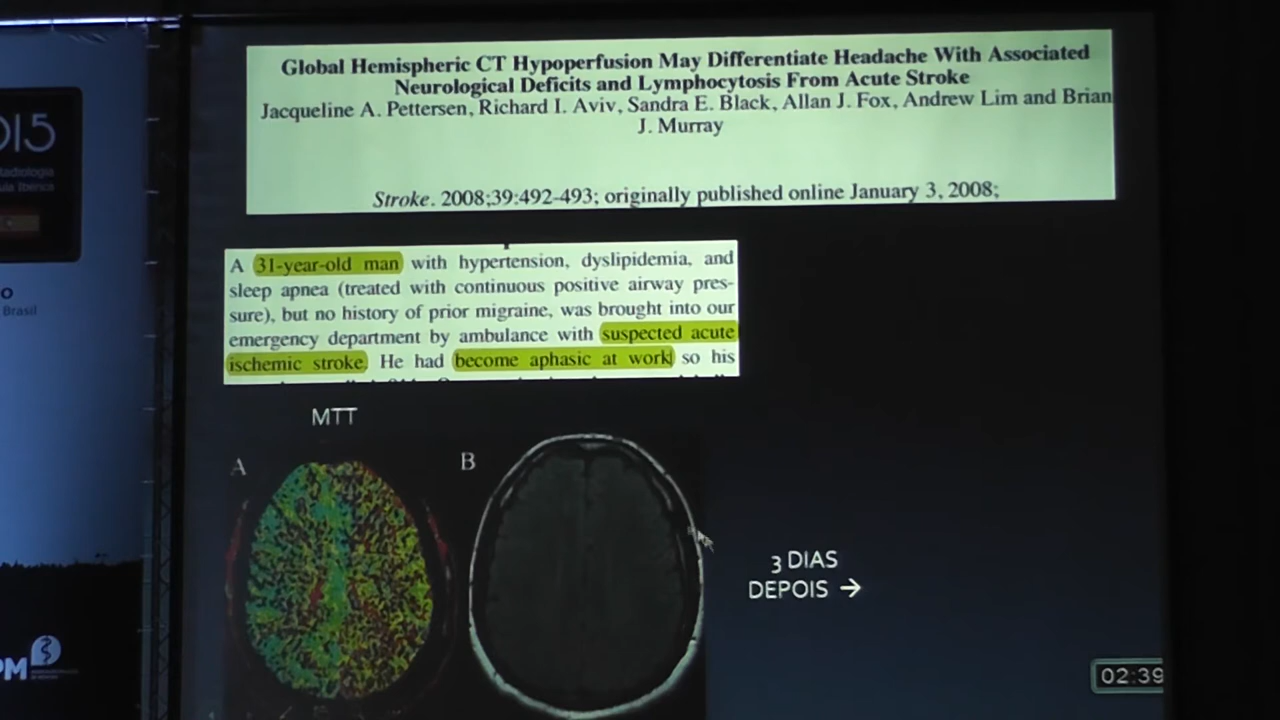 Global Hemispheric CT Hypoperfusion May Differentiate Headache With Associated
Neurological Deficits and Lymphocytosis From Acute Stroke
Jacqueline A. Pettersen, Richard I. Aviv, Sandra E. Black, Allan J. Fox, Andrew Lim and Brian
J. Murray
Stroke. 2008;39:492-493; originally published online January 3, 2008;
A 31-year-old man with hypertension, dyslipidemia, and
sleep apnea (treated with continuous positive airway pres-
sure), but no history of prior migraine, was brought into our
emergency department by ambulance with suspected acute
ischemic stroke. He had become aphasic at work so his
MTT
A
B
3 DIAS
DEPOIS →
02:39
015
Radiologia
Brasil
PM